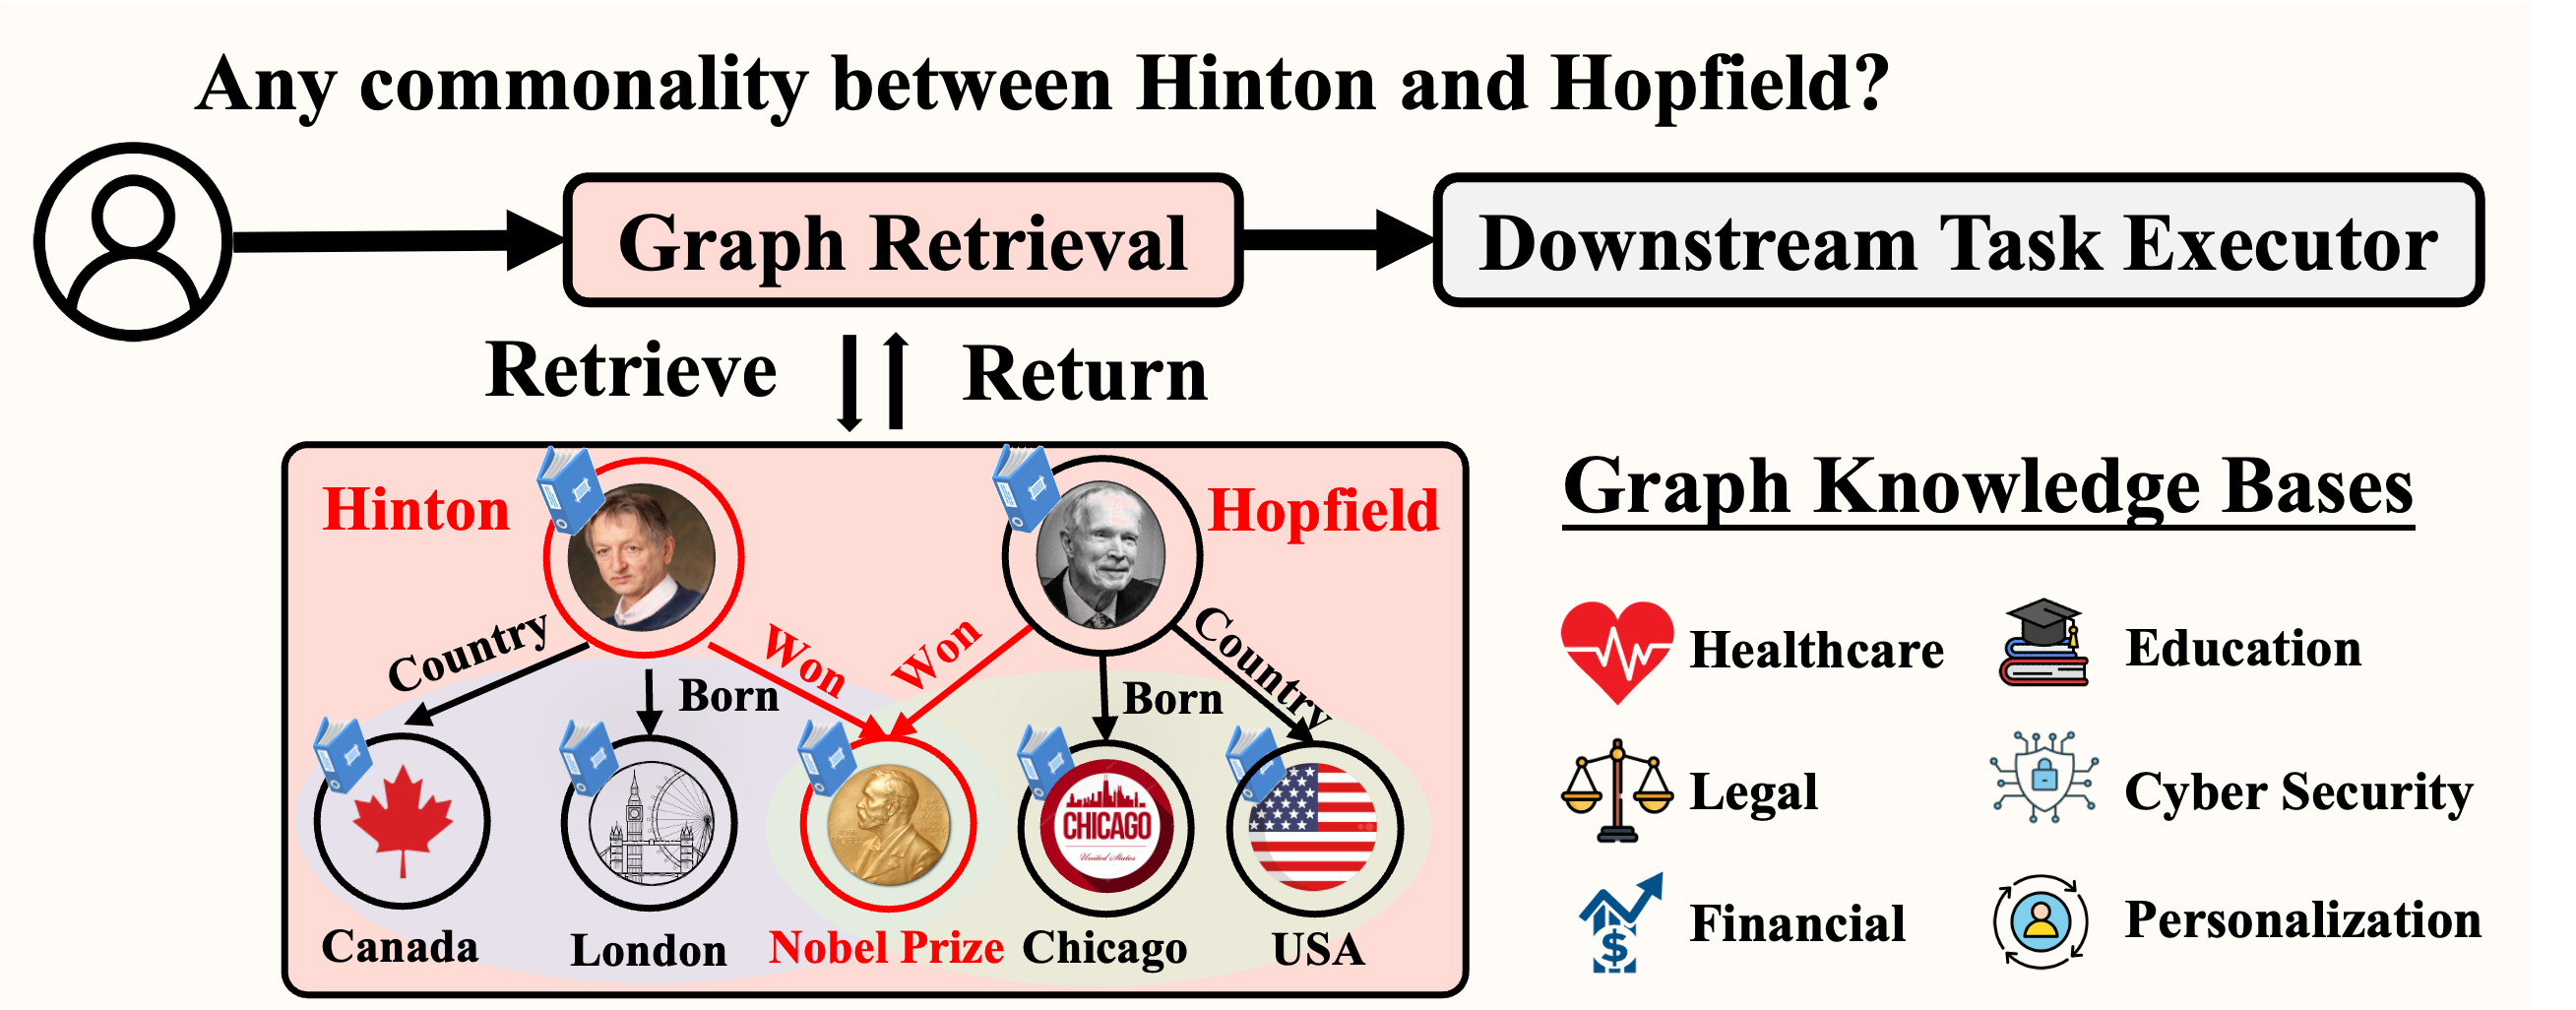 Any commonality between Hinton and Hopfield?
Graph Retrieval
Downstream Task Executor
Retrieve
Return
Hinton
Hopfield
Country
Born
Won
Won
Born
Country
CHICAGO
United States
Canada
London
Nobel Prize
Chicago
USA
Graph Knowledge Bases
Healthcare
Education
Legal
Cyber Security
Financial
Personalization